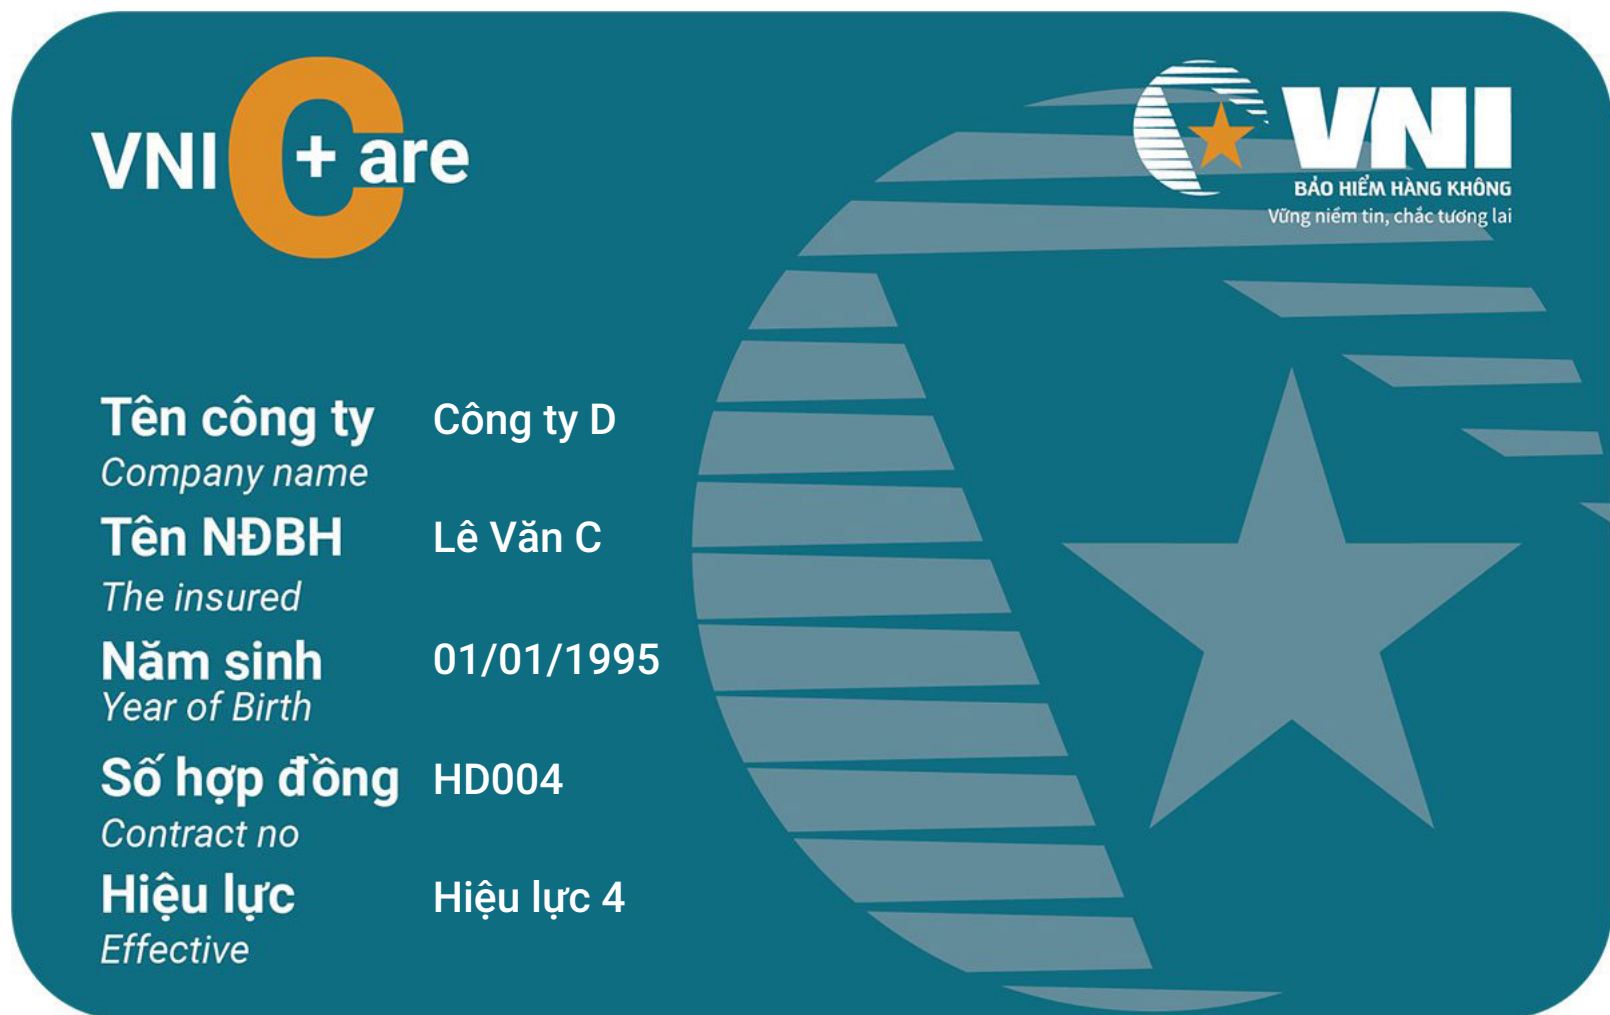 VNI C+are
VNI
BẢO HIỂM HÀNG KHÔNG
Vững niềm tin, chắc tương lai
Tên công ty Công ty D
Company name
Tên NĐBH Lê Văn C
The insured
Năm sinh 01/01/1995
Year of Birth
Số hợp đồng HD004
Contract no
Hiệu lực Hiệu lực 4
Effective